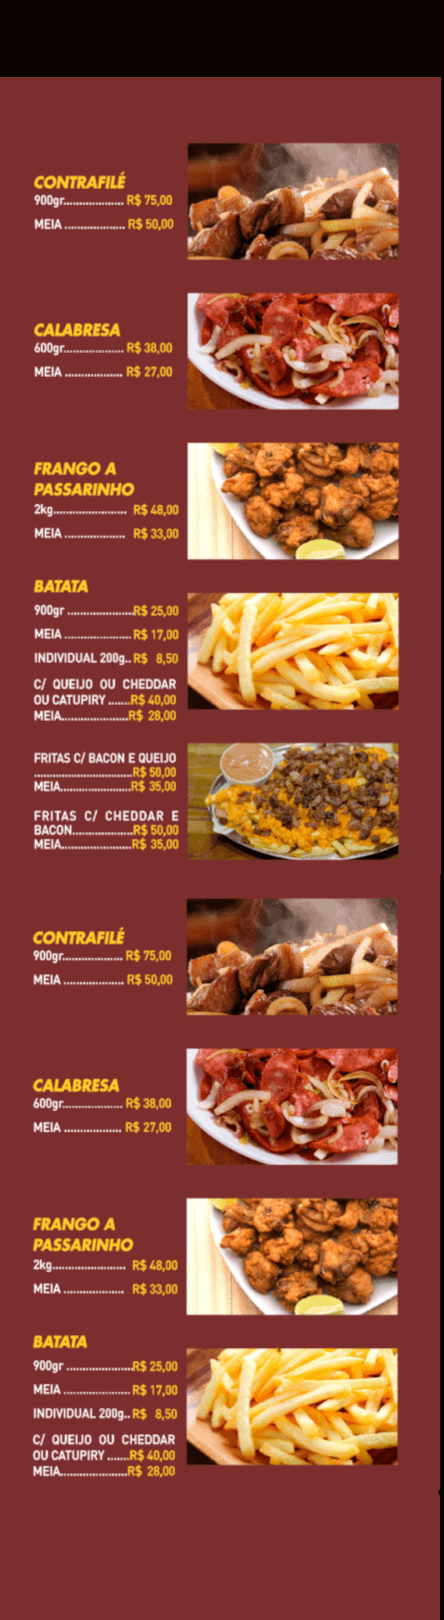 CONTRAFILÉ
900gr................... R$ 75,00
MEIA ................... R$ 50,00
CALABRESA
600gr................... R$ 38,00
MEIA .................. R$ 27,00
FRANGO A
PASSARINHO
2kg....................... R$ 48,00
MEIA .................. R$ 33,00
BATATA
900gr .....................R$ 25,00
MEIA ..................... R$ 17,00
INDIVIDUAL 200g.. R$ 8,50
C/ QUEIJO OU CHEDDAR
OU CATUPIRY .......R$ 40,00
MEIA.....................R$ 28,00
FRITAS C/ BACON E QUEIJO
...............................R$ 50,00
MEIA......................R$ 35,00
FRITAS C/ CHEDDAR E
BACON...................R$ 50,00
MEIA......................R$ 35,00
CONTRAFILÉ
900gr................... R$ 75,00
MEIA ................... R$ 50,00
CALABRESA
600gr................... R$ 38,00
MEIA .................. R$ 27,00
FRANGO A
PASSARINHO
2kg....................... R$ 48,00
MEIA .................. R$ 33,00
BATATA
900gr .....................R$ 25,00
MEIA ..................... R$ 17,00
INDIVIDUAL 200g.. R$ 8,50
C/ QUEIJO OU CHEDDAR
OU CATUPIRY .......R$ 40,00
MEIA.....................R$ 28,00